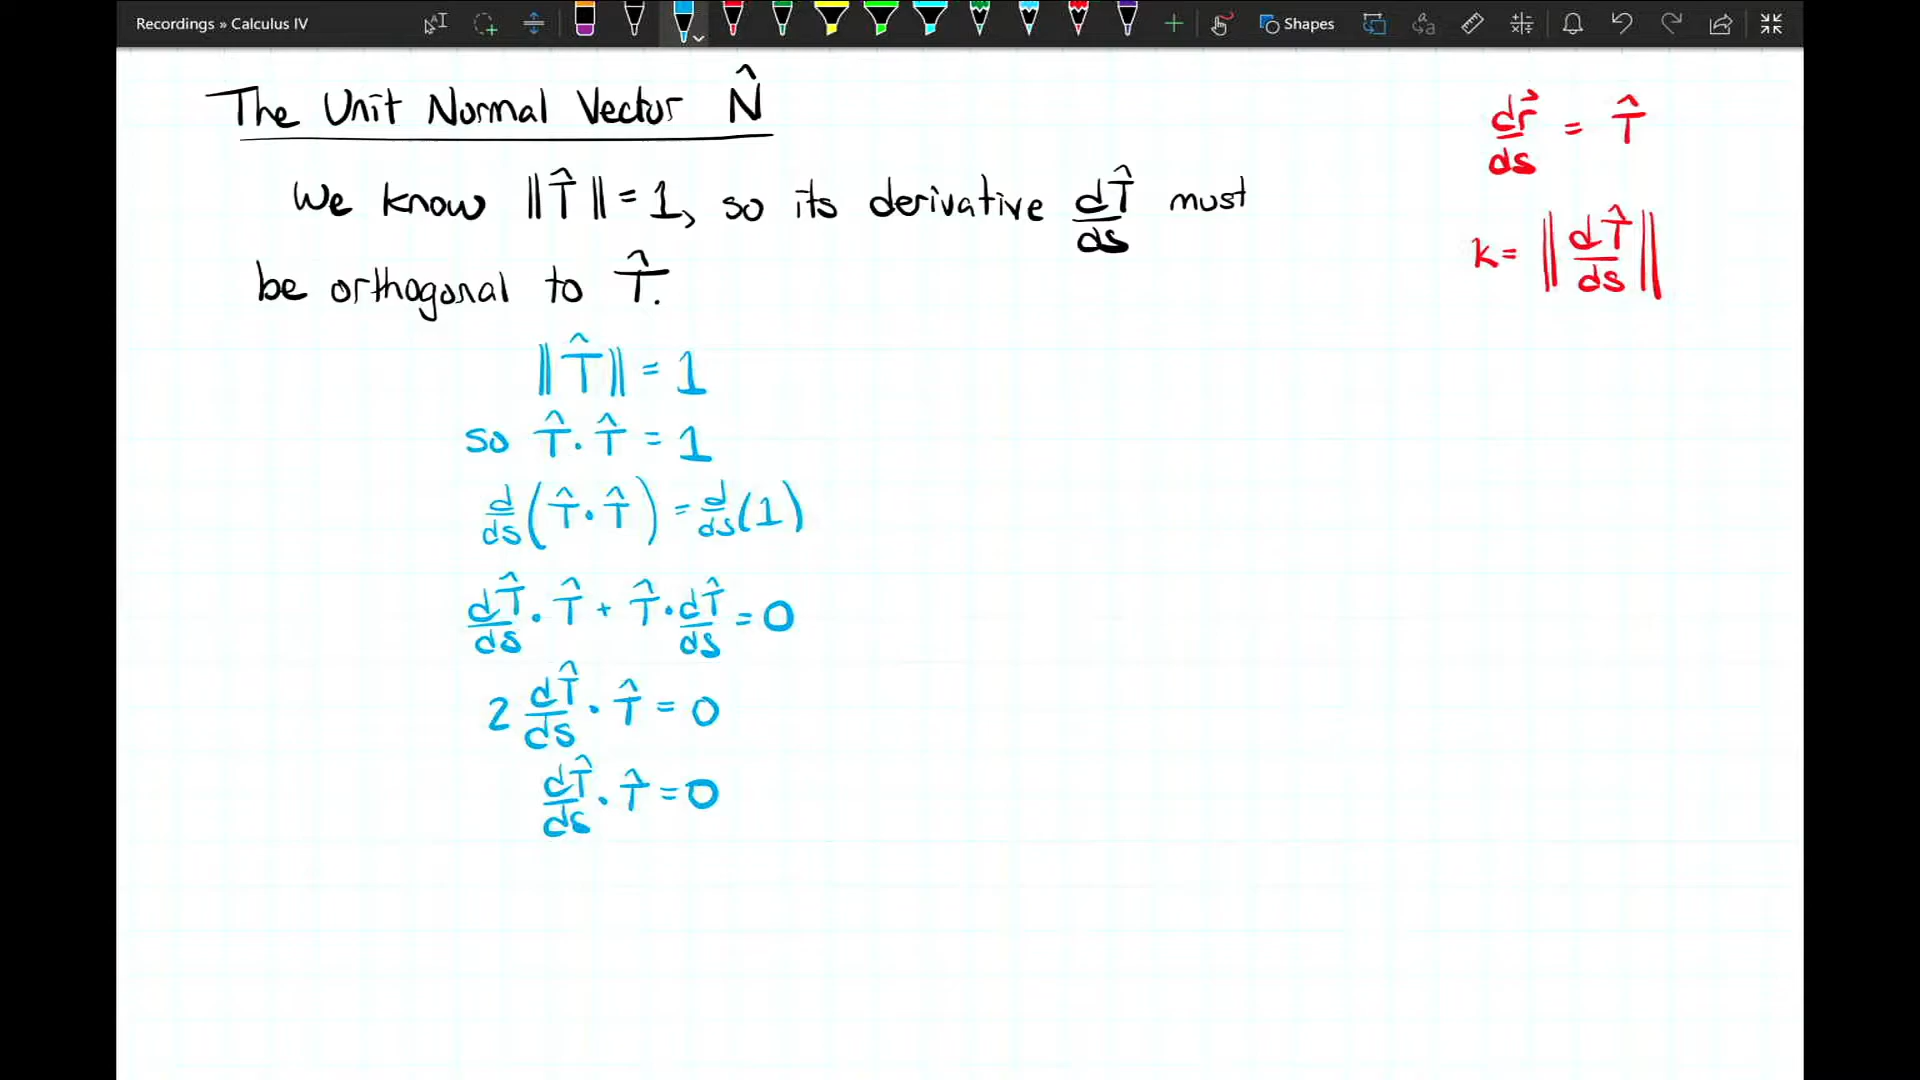 Recordings » Calculus IV
Shapes
The Unit Normal Vector N̂
We know ‖T̂‖ = 1, so its derivative dT̂/ds must
be orthogonal to T̂.
‖T̂‖ = 1
so T̂ · T̂ = 1
d/ds (T̂ · T̂) = d/ds (1)
dT̂/ds · T̂ + T̂ · dT̂/ds = 0
2 dT̂/ds · T̂ = 0
dT̂/ds · T̂ = 0
dr⃗/ds = T̂
k = ‖dT̂/ds‖